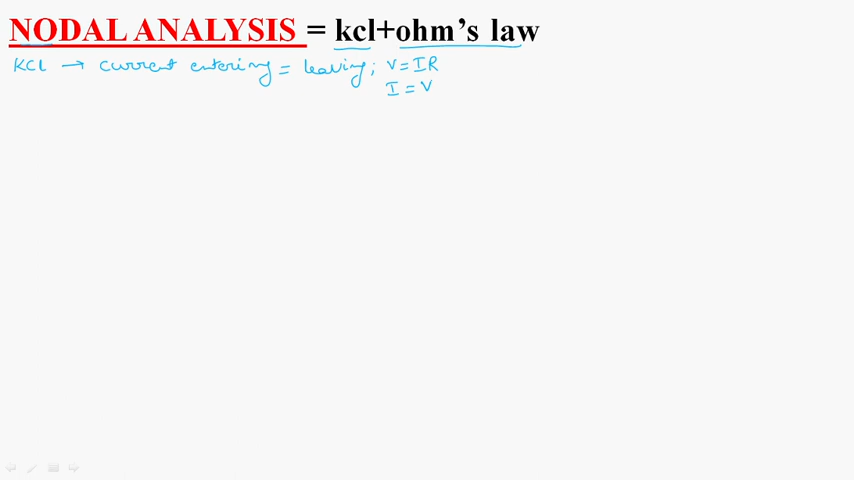 NODAL ANALYSIS = kcl+ohm's law
KCL → current entering = leaving; V=IR
I = V